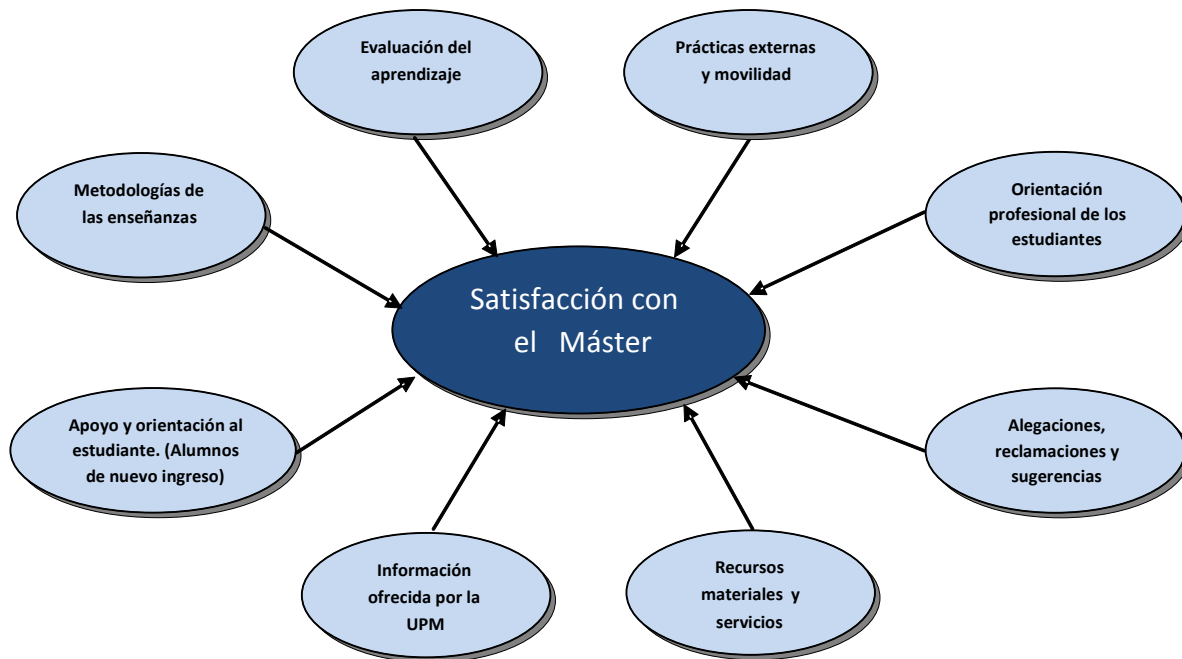 Evaluación del
aprendizaje
Prácticas externas
y movilidad
Metodologías de
las enseñanzas
Orientación
profesional de los
estudiantes
Satisfacción con
el Máster
Apoyo y orientación al
estudiante. (Alumnos
de nuevo ingreso)
Alegaciones,
reclamaciones y
sugerencias
Información
ofrecida por la
UPM
Recursos
materiales y
servicios